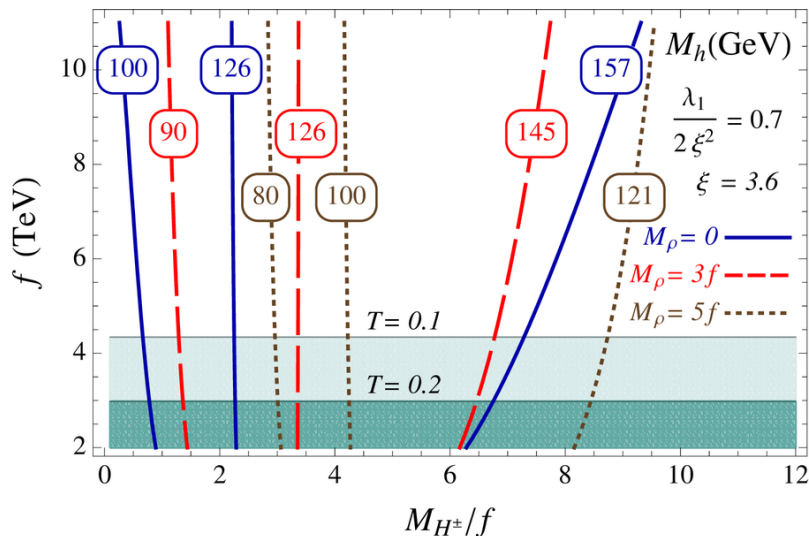 M_h(GeV)
λ_1
2 ξ^2
= 0.7
ξ = 3.6
M_ρ = 0
M_ρ = 3f
M_ρ = 5f
100
126
157
90
126
145
80
100
121
T = 0.1
T = 0.2
10
8
6
4
2
f (TeV)
0 2 4 6 8 10 12
M_{H^±}/f